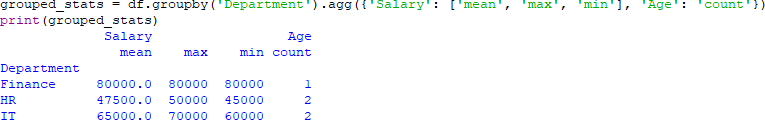 grouped_stats = df.groupby('Department').agg({'Salary': ['mean', 'max', 'min'], 'Age': 'count'})
print(grouped_stats)
Salary Age
mean max min count
Department
Finance 80000.0 80000 80000 1
HR 47500.0 50000 45000 2
IT 65000.0 70000 60000 2